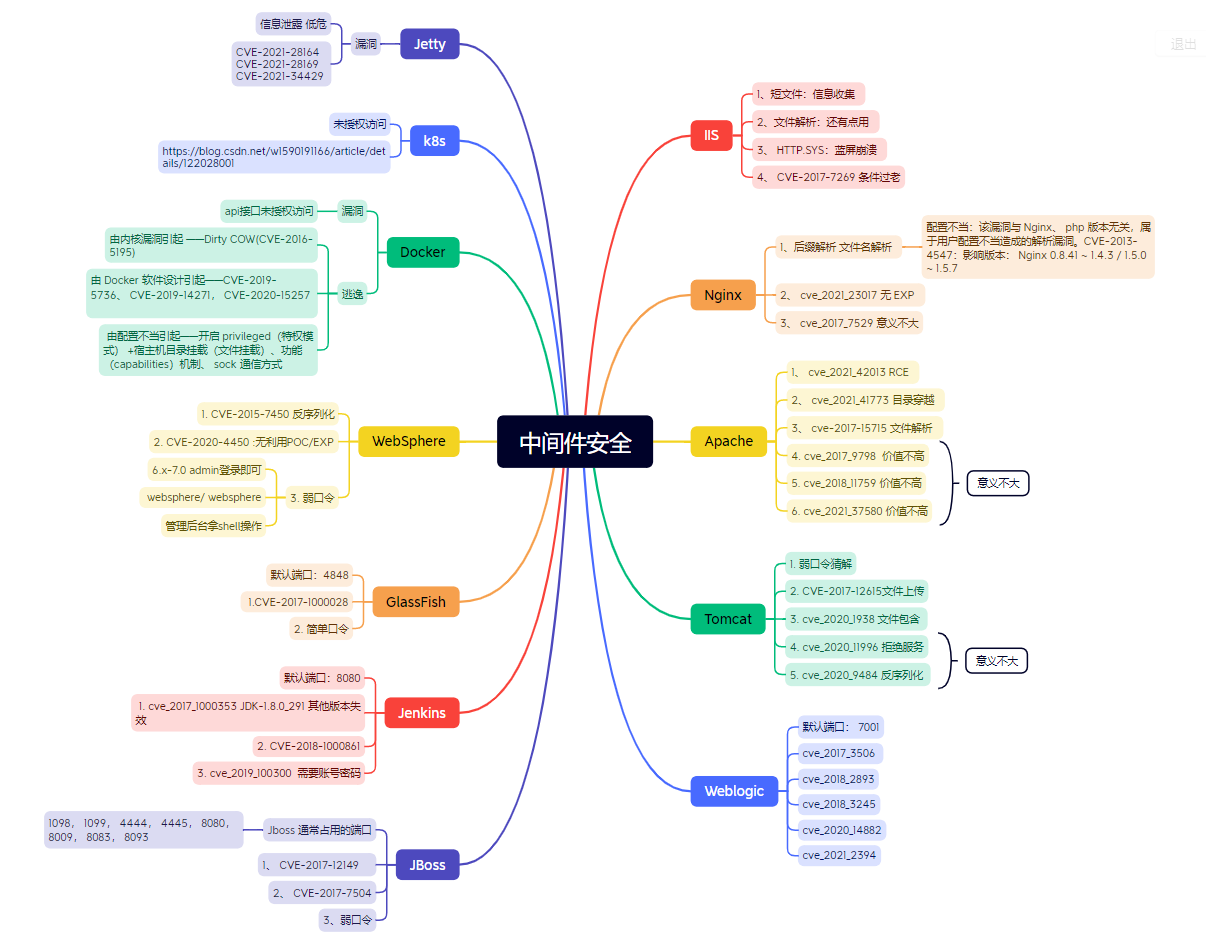 中间件安全
Jetty
漏洞
信息泄露 低危
CVE-2021-28164
CVE-2021-28169
CVE-2021-34429
k8s
未授权访问
https://blog.csdn.net/w1590191166/article/det
ails/122028001
Docker
漏洞
api接口未授权访问
逃逸
由内核漏洞引起 ——Dirty COW(CVE-2016-
5195)
由 Docker 软件设计引起——CVE-2019-
5736、 CVE-2019-14271， CVE-2020-15257
由配置不当引起——开启 privileged（特权模
式） +宿主机目录挂载（文件挂载）、功能
（capabilities）机制、 sock 通信方式
WebSphere
1. CVE-2015-7450 反序列化
2. CVE-2020-4450 :无利用POC/EXP
3. 弱口令
6.x-7.0 admin登录即可
websphere/ websphere
管理后台拿shell操作
GlassFish
默认端口：4848
1.CVE-2017-1000028
2. 简单口令
Jenkins
默认端口：8080
1. cve_2017_1000353 JDK-1.8.0_291 其他版本失
效
2. CVE-2018-1000861
3. cve_2019_100300 需要账号密码
JBoss
Jboss 通常占用的端口
1098， 1099， 4444， 4445， 8080，
8009， 8083， 8093
1、 CVE-2017-12149
2、 CVE-2017-7504
3、弱口令
退出
IIS
1、短文件：信息收集
2、文件解析：还有点用
3、 HTTP.SYS：蓝屏崩溃
4、 CVE-2017-7269 条件过老
Nginx
1、后缀解析 文件名解析
配置不当：该漏洞与 Nginx、 php 版本无关，属
于用户配置不当造成的解析漏洞。CVE-2013-
4547：影响版本： Nginx 0.8.41 ~ 1.4.3 / 1.5.0
~ 1.5.7
2、 cve_2021_23017 无 EXP
3、 cve_2017_7529 意义不大
Apache
1、 cve_2021_42013 RCE
2、 cve_2021_41773 目录穿越
3、 cve-2017-15715 文件解析
4. cve_2017_9798 价值不高
5. cve_2018_11759 价值不高
6. cve_2021_37580 价值不高
意义不大
Tomcat
1. 弱口令猜解
2. CVE-2017-12615文件上传
3. cve_2020_1938 文件包含
4. cve_2020_11996 拒绝服务
5. cve_2020_9484 反序列化
意义不大
Weblogic
默认端口： 7001
cve_2017_3506
cve_2018_2893
cve_2018_3245
cve_2020_14882
cve_2021_2394